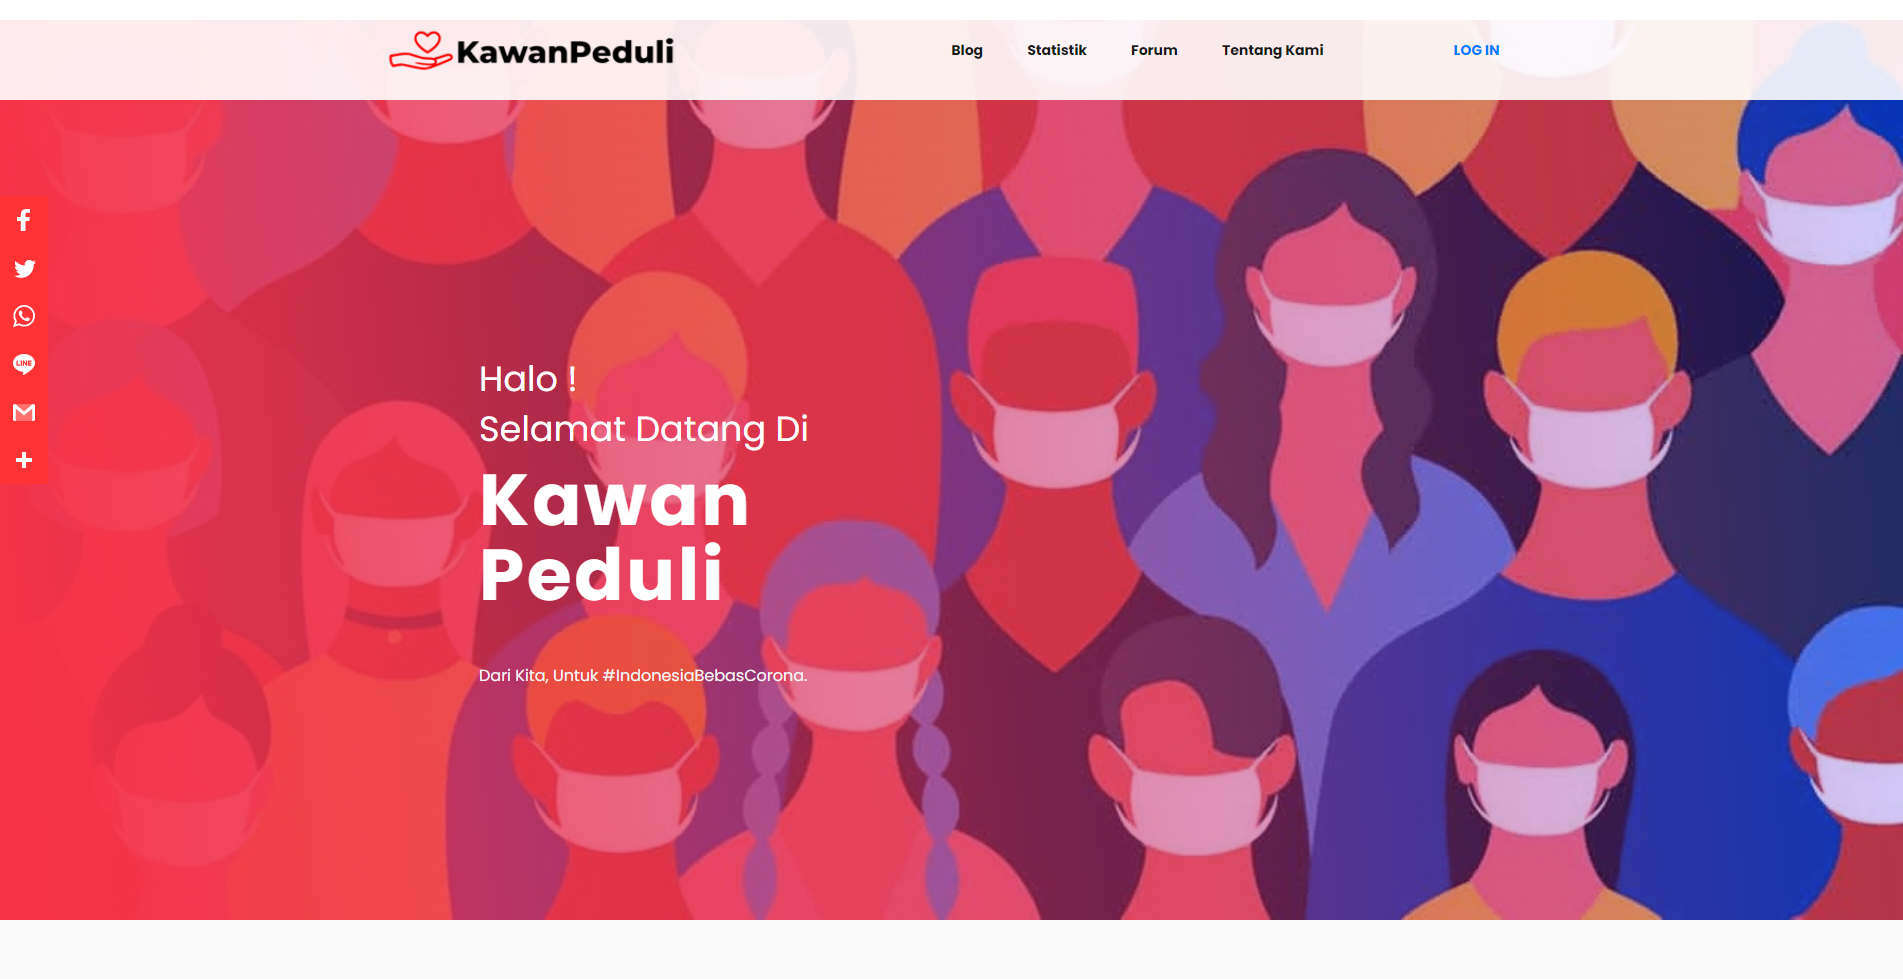 KawanPeduli
Blog Statistik Forum Tentang Kami LOG IN
LINE
Halo !
Selamat Datang Di
Kawan
Peduli
Dari Kita, Untuk #IndonesiaBebasCorona.